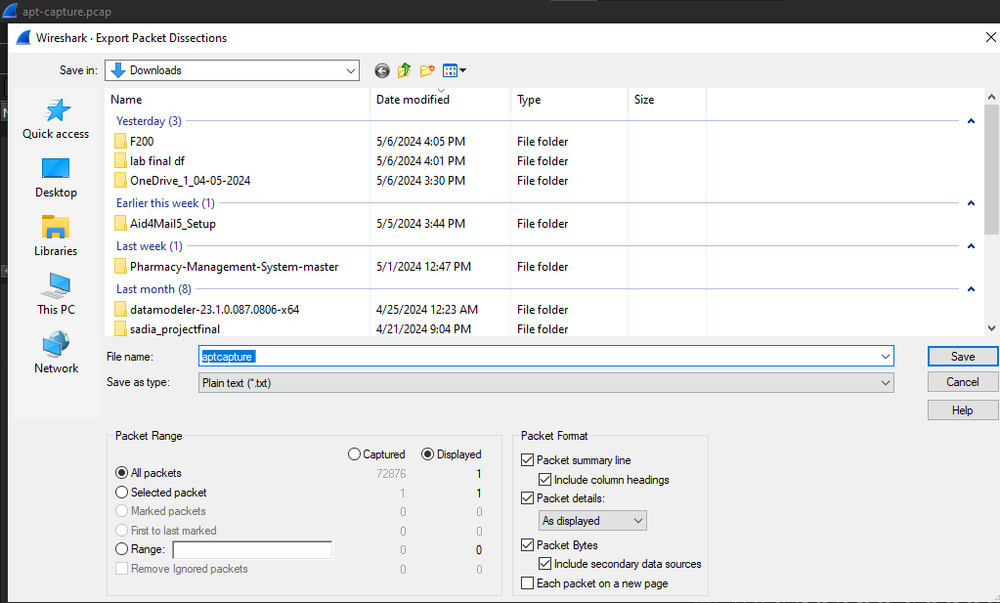 apt-capture.pcap
Wireshark · Export Packet Dissections
Save in: Downloads
Name Date modified Type Size
Quick access
Desktop
Libraries
This PC
Network
Yesterday (3)
F200 5/6/2024 4:05 PM File folder
lab final df 5/6/2024 4:01 PM File folder
OneDrive_1_04-05-2024 5/6/2024 3:30 PM File folder
Earlier this week (1)
Aid4Mail5_Setup 5/5/2024 3:44 PM File folder
Last week (1)
Pharmacy-Management-System-master 5/1/2024 12:47 PM File folder
Last month (8)
datamodeler-23.1.0.087.0806-x64 4/25/2024 12:23 AM File folder
sadia_projectfinal 4/21/2024 9:04 PM File folder
File name: aptcapture Save
Save as type: Plain text (*.txt) Cancel
Help
Packet Range
Captured Displayed
All packets 72876 1
Selected packet 1 1
Marked packets 0 0
First to last marked 0 0
Range: 0 0
Remove Ignored packets 0 0
Packet Format
Packet summary line
Include column headings
Packet details:
As displayed
Packet Bytes
Include secondary data sources
Each packet on a new page